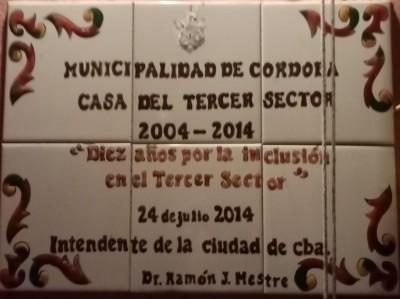 MUNICIPALIDAD DE CORDOBA
CASA DEL TERCER SECTOR
2004-2014
"Diez años por la inclusión
en el Tercer Sector"
24 de julio 2014
Intendente de la ciudad de cba.
Dr. Ramón J. Mestre